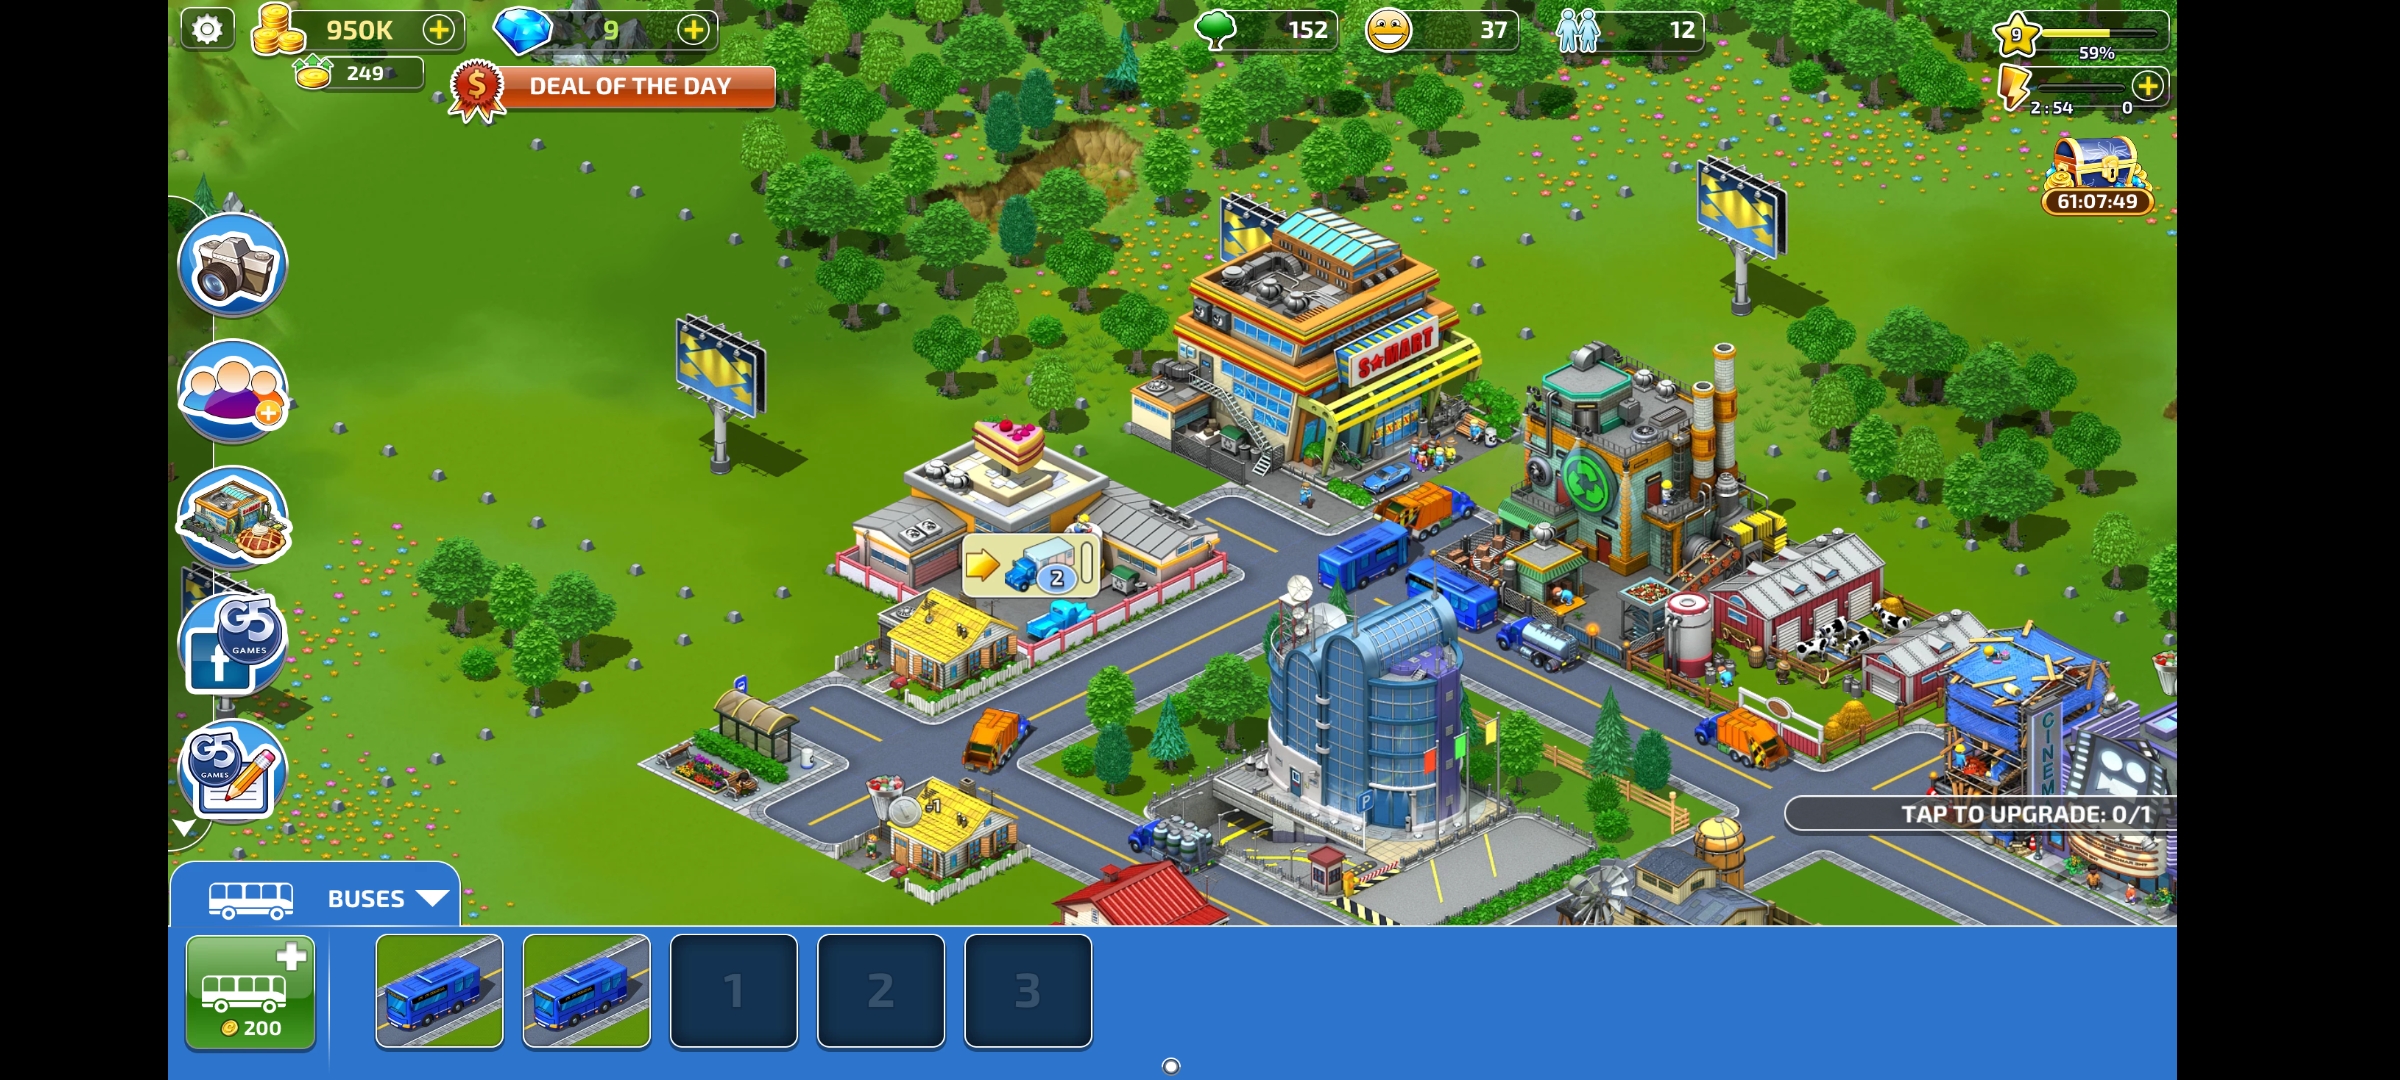 950K
9
152
37
12
9
59%
249
DEAL OF THE DAY
2:54
0
61:07:49
S★MART
2
G5
GAMES
f
G5
GAMES
P
CINEM
TAP TO UPGRADE: 0/1
BUSES
200
1
2
3